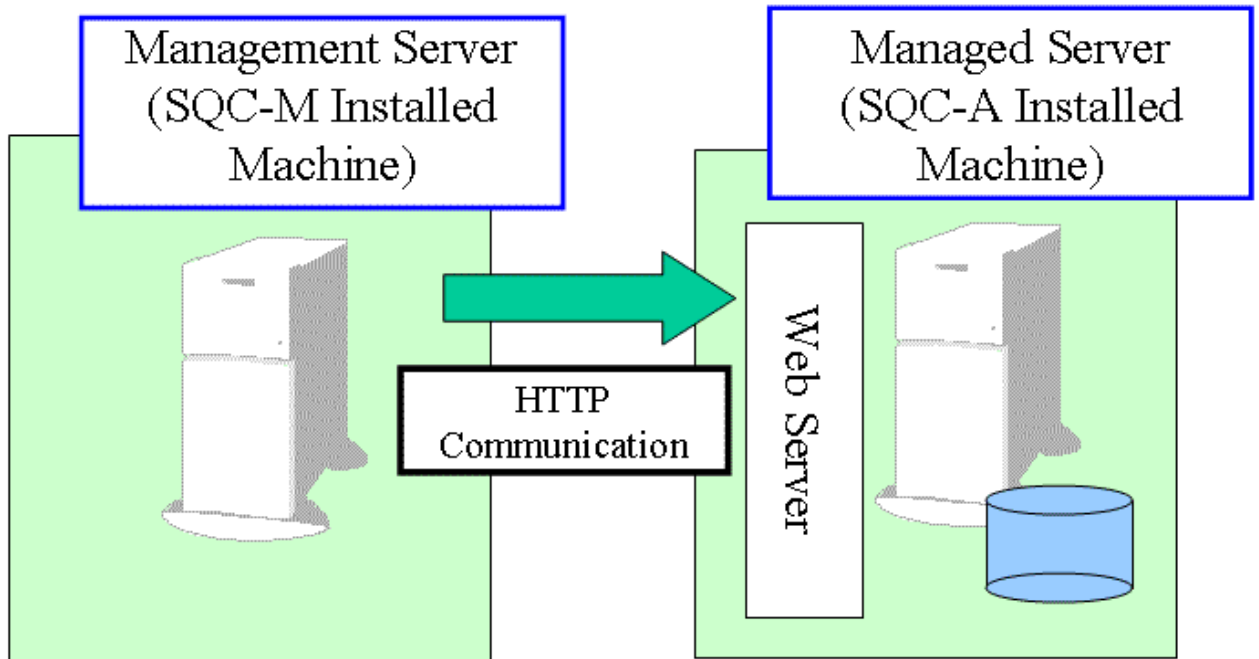 Management Server
(SQC-M Installed
Machine)
Managed Server
(SQC-A Installed
Machine)
HTTP
Communication
Web Server